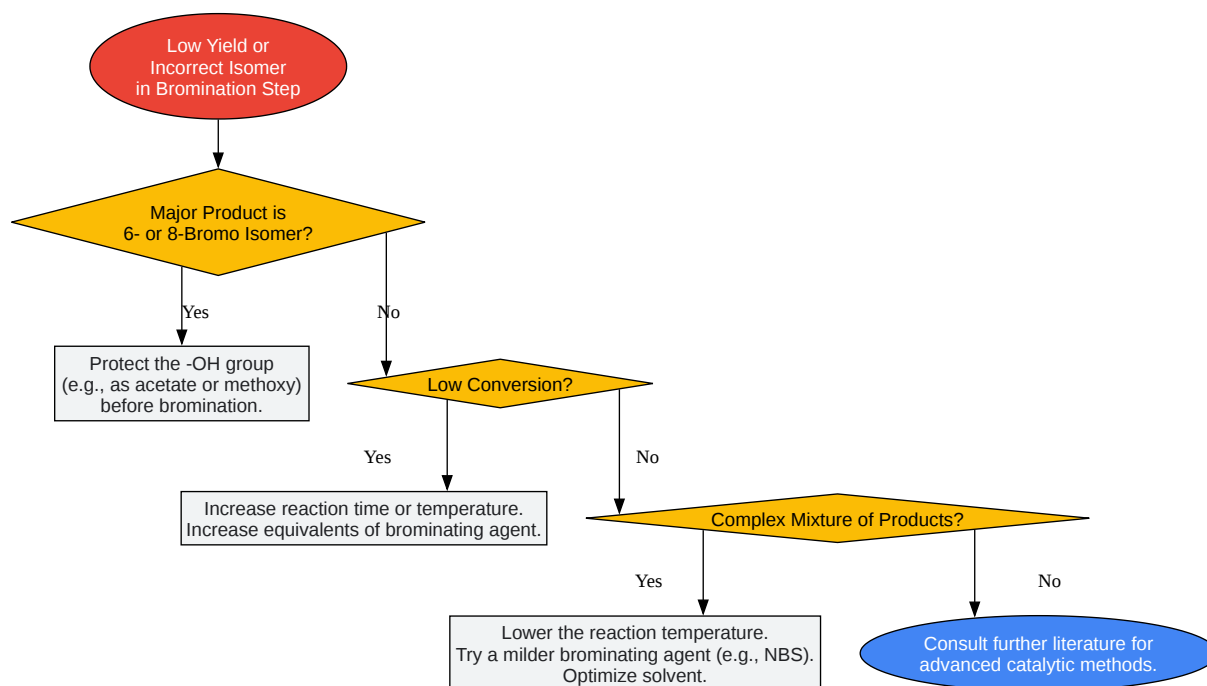 Low Yield or
Incorrect Isomer
in Bromination Step
Major Product is
6- or 8-Bromo Isomer?
Yes
No
Protect the -OH group
(e.g., as acetate or methoxy)
before bromination.
Low Conversion?
Yes
No
Increase reaction time or temperature.
Increase equivalents of brominating agent.
Complex Mixture of Products?
Yes
No
Lower the reaction temperature.
Try a milder brominating agent (e.g., NBS).
Optimize solvent.
Consult further literature for
advanced catalytic methods.